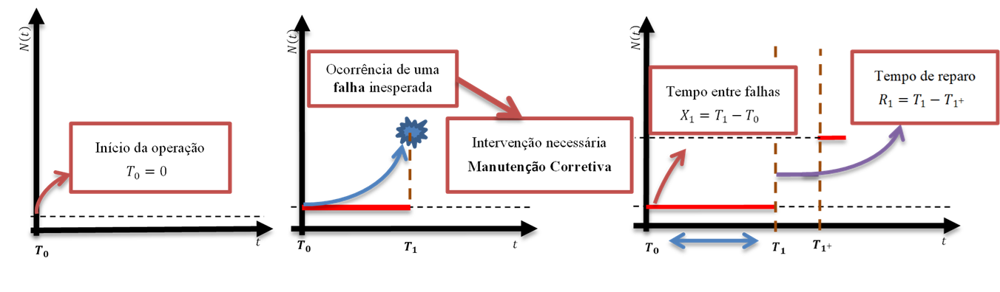 N(t)
Início da operação
T₀ = 0
t
T₀
N(t)
Ocorrência de uma
falha inesperada
Intervenção necessária
Manutenção Corretiva
t
T₀
T₁
N(t)
Tempo entre falhas
X₁ = T₁ − T₀
Tempo de reparo
R₁ = T₁ − T₁⁺
t
T₀
T₁
T₁⁺